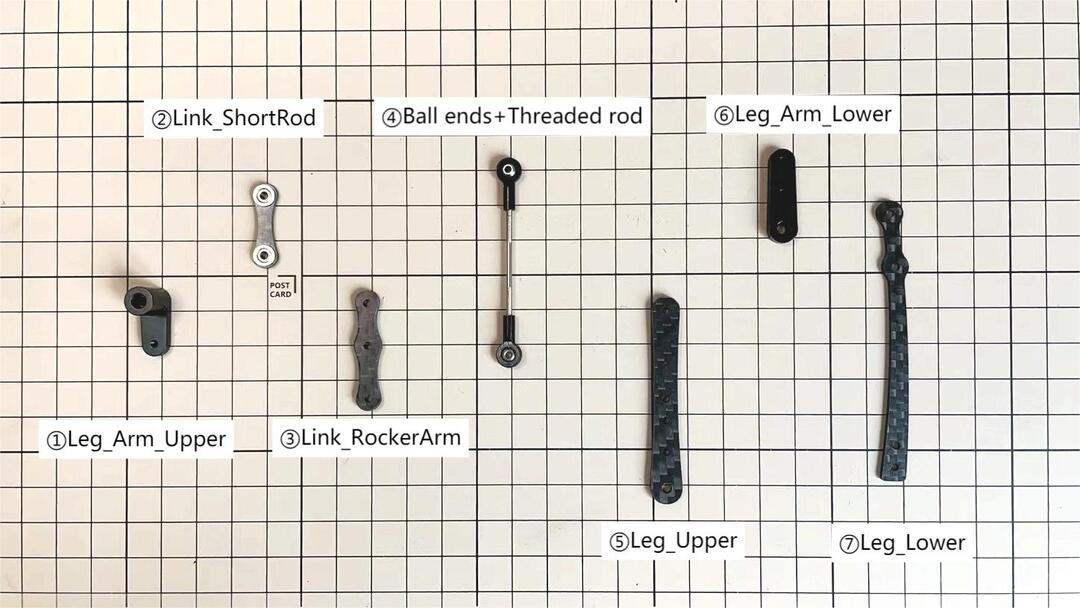 ②Link_ShortRod
④Ball ends+Threaded rod
⑥Leg_Arm_Lower
POST
CARD
①Leg_Arm_Upper
③Link_RockerArm
⑤Leg_Upper
⑦Leg_Lower